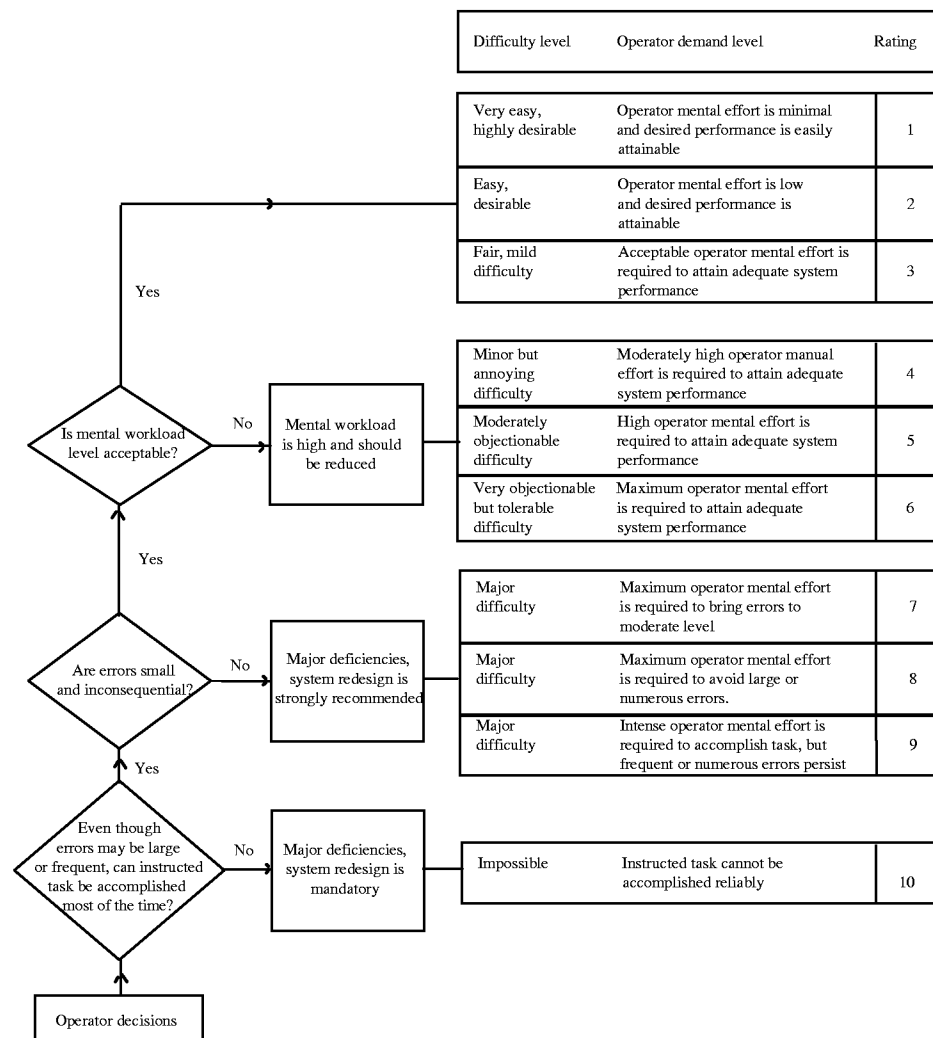 Difficulty level Operator demand level Rating
Very easy,
highly desirable
Operator mental effort is minimal
and desired performance is easily
attainable
1
Easy,
desirable
Operator mental effort is low
and desired performance is
attainable
2
Fair, mild
difficulty
Acceptable operator mental effort is
required to attain adequate system
performance
3
Yes
Minor but
annoying
difficulty
Moderately high operator manual
effort is required to attain adequate
system performance
4
Is mental workload
level acceptable?
No
Mental workload
is high and should
be reduced
Moderately
objectionable
difficulty
High operator mental effort is
required to attain adequate system
performance
5
Very objectionable
but tolerable
difficulty
Maximum operator mental effort
is required to attain adequate
system performance
6
Yes
Major
difficulty
Maximum operator mental effort
is required to bring errors to
moderate level
7
Are errors small
and inconsequential?
No
Major deficiencies,
system redesign is
strongly recommended
Major
difficulty
Maximum operator mental effort
is required to avoid large or
numerous errors.
8
Major
difficulty
Intense operator mental effort is
required to accomplish task, but
frequent or numerous errors persist
9
Yes
Even though
errors may be large
or frequent, can instructed
task be accomplished
most of the time?
No
Major deficiencies,
system redesign is
mandatory
Impossible
Instructed task cannot be
accomplished reliably
10
Operator decisions